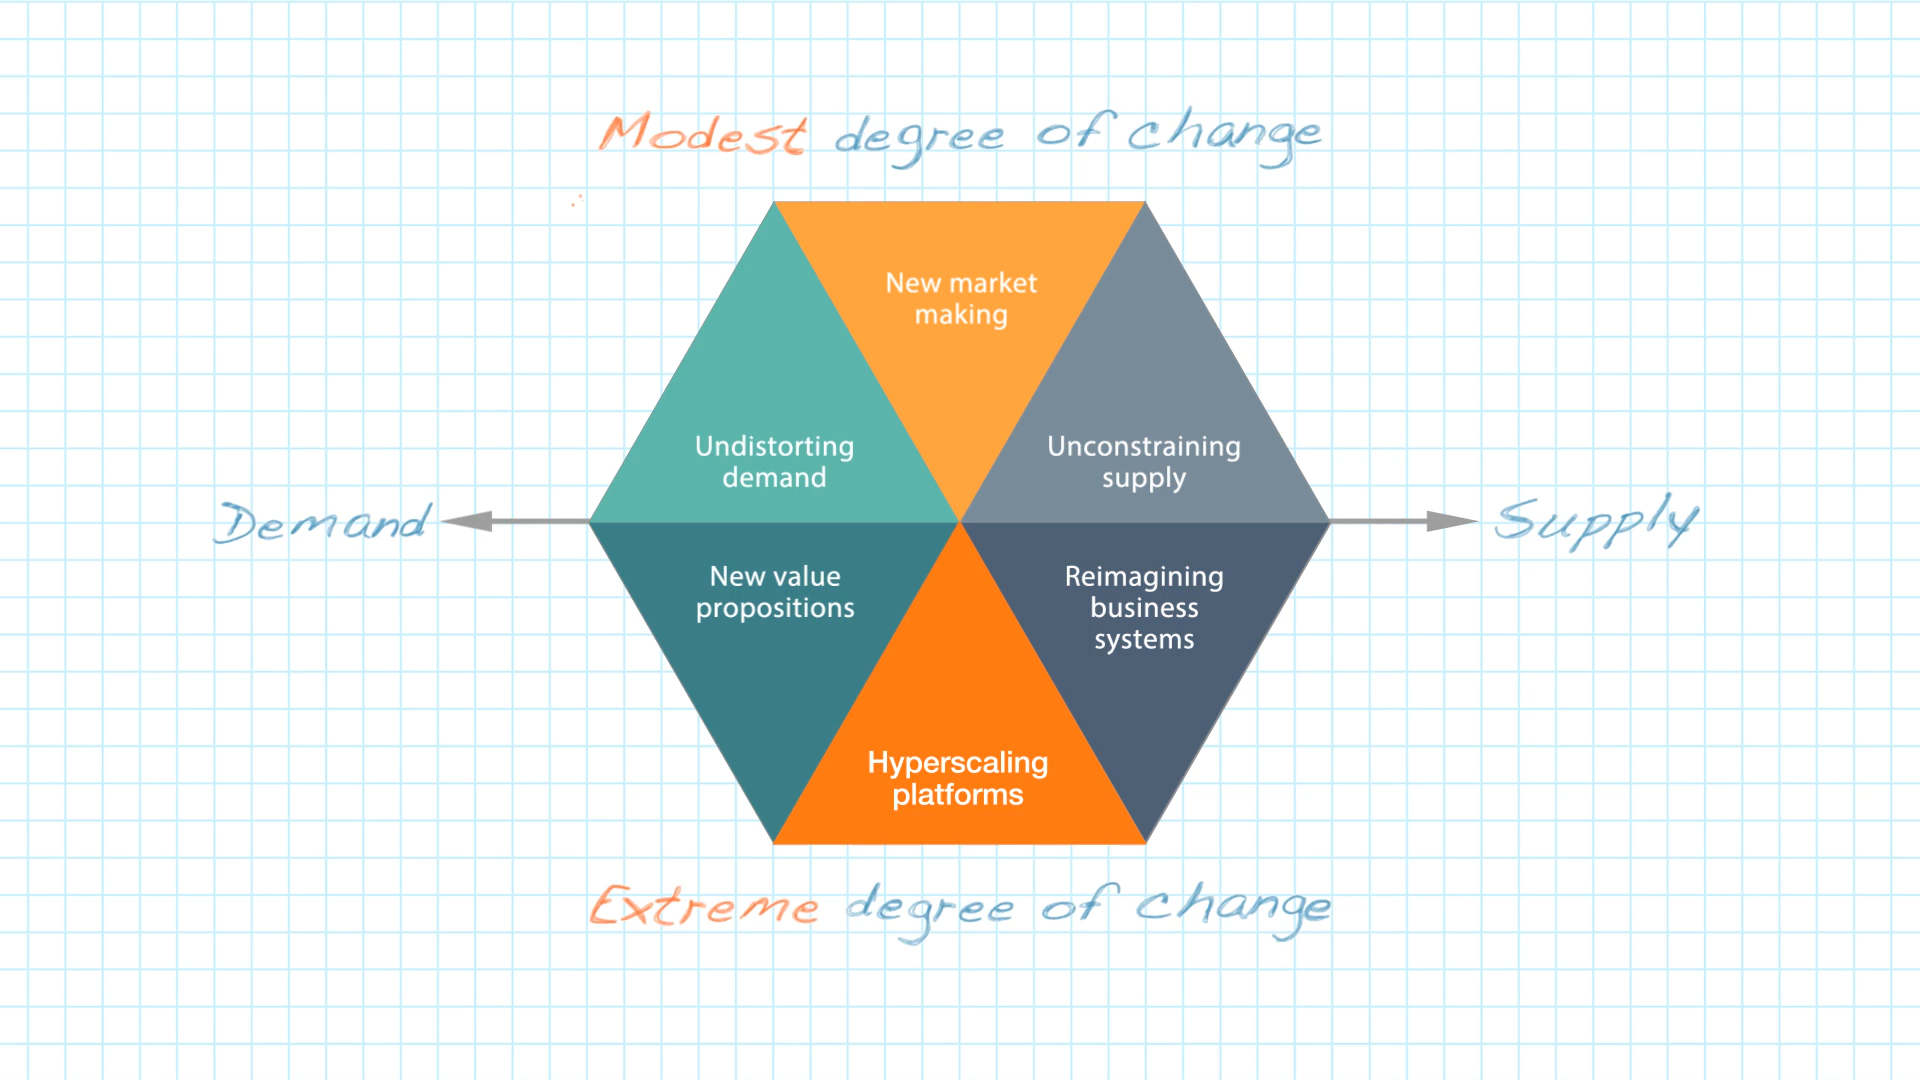 Modest degree of change
New market
making
Undistorting
demand
Unconstraining
supply
Demand
Supply
New value
propositions
Reimagining
business
systems
Hyperscaling
platforms
Extreme degree of change